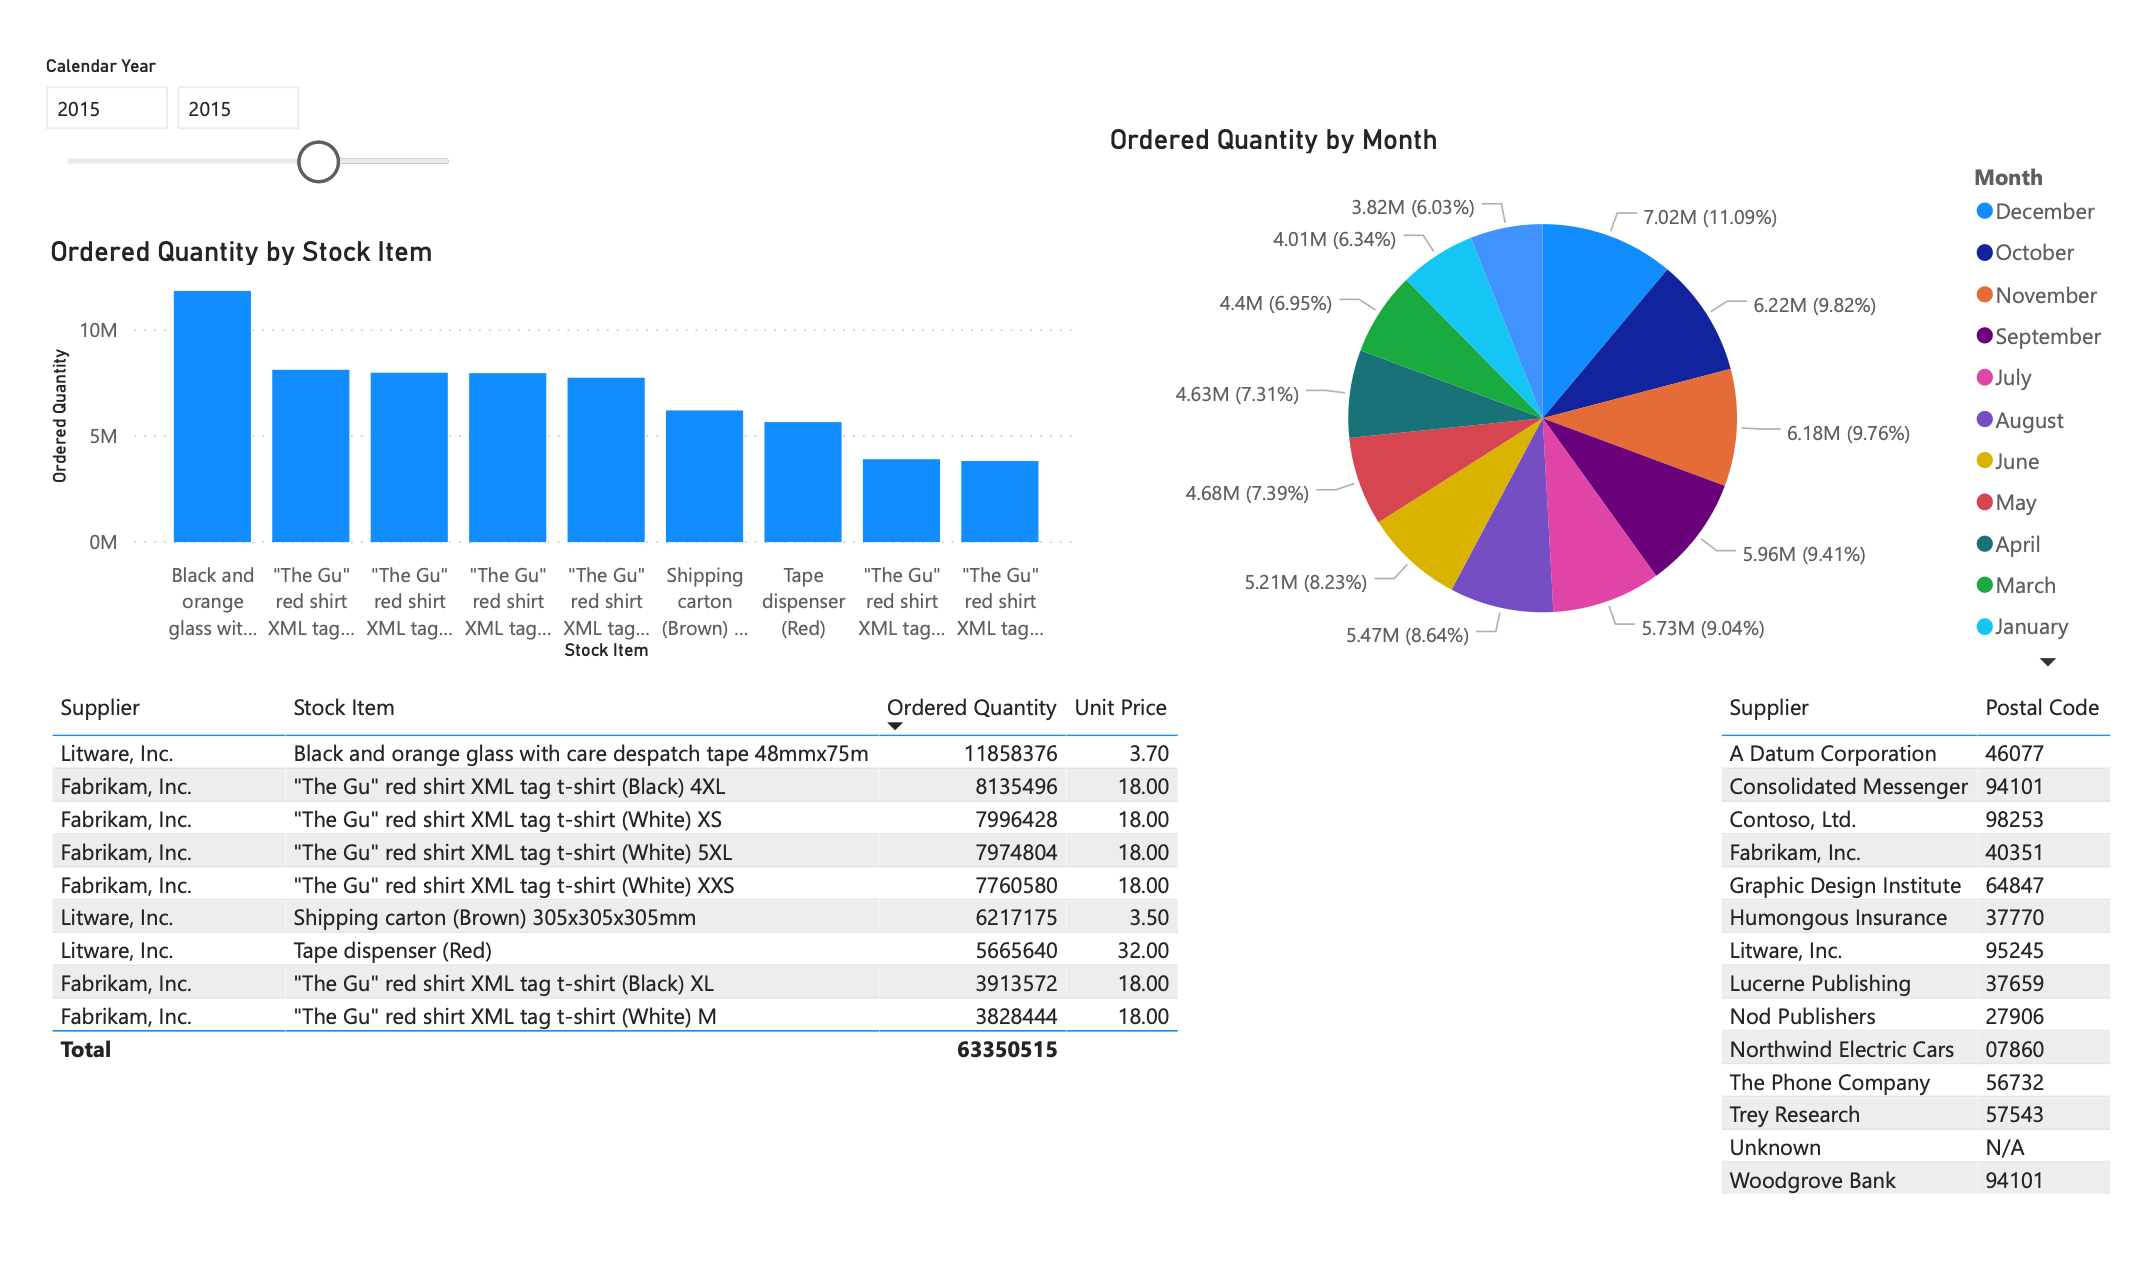 Calendar Year
2015 2015
Ordered Quantity by Stock Item
Ordered Quantity
10M
5M
0M
Black and orange glass wit...
"The Gu" red shirt XML tag...
"The Gu" red shirt XML tag...
"The Gu" red shirt XML tag...
"The Gu" red shirt XML tag...
Shipping carton (Brown) ...
Tape dispenser (Red)
"The Gu" red shirt XML tag...
"The Gu" red shirt XML tag...
Stock Item
Ordered Quantity by Month
7.02M (11.09%)
6.22M (9.82%)
6.18M (9.76%)
5.96M (9.41%)
5.73M (9.04%)
5.47M (8.64%)
5.21M (8.23%)
4.68M (7.39%)
4.63M (7.31%)
4.4M (6.95%)
4.01M (6.34%)
3.82M (6.03%)
Month
December
October
November
September
July
August
June
May
April
March
January
Supplier Stock Item Ordered Quantity Unit Price
Litware, Inc. Black and orange glass with care despatch tape 48mmx75m 11858376 3.70
Fabrikam, Inc. "The Gu" red shirt XML tag t-shirt (Black) 4XL 8135496 18.00
Fabrikam, Inc. "The Gu" red shirt XML tag t-shirt (White) XS 7996428 18.00
Fabrikam, Inc. "The Gu" red shirt XML tag t-shirt (White) 5XL 7974804 18.00
Fabrikam, Inc. "The Gu" red shirt XML tag t-shirt (White) XXS 7760580 18.00
Litware, Inc. Shipping carton (Brown) 305x305x305mm 6217175 3.50
Litware, Inc. Tape dispenser (Red) 5665640 32.00
Fabrikam, Inc. "The Gu" red shirt XML tag t-shirt (Black) XL 3913572 18.00
Fabrikam, Inc. "The Gu" red shirt XML tag t-shirt (White) M 3828444 18.00
Total 63350515
Supplier Postal Code
A Datum Corporation 46077
Consolidated Messenger 94101
Contoso, Ltd. 98253
Fabrikam, Inc. 40351
Graphic Design Institute 64847
Humongous Insurance 37770
Litware, Inc. 95245
Lucerne Publishing 37659
Nod Publishers 27906
Northwind Electric Cars 07860
The Phone Company 56732
Trey Research 57543
Unknown N/A
Woodgrove Bank 94101